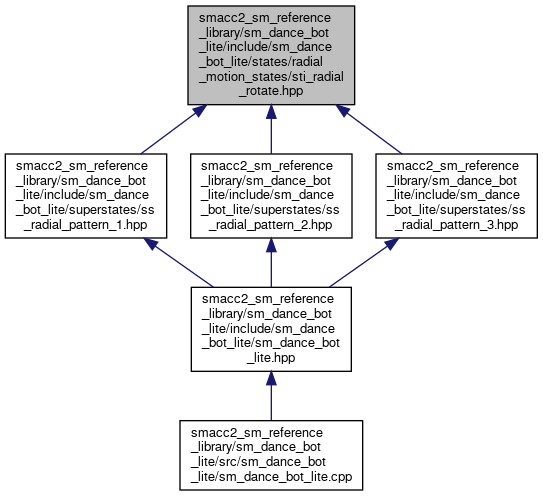 smacc2_sm_reference
_library/sm_dance_bot
_lite/include/sm_dance
_bot_lite/states/radial
_motion_states/sti_radial
_rotate.hpp
smacc2_sm_reference
_library/sm_dance_bot
_lite/include/sm_dance
_bot_lite/superstates/ss
_radial_pattern_1.hpp
smacc2_sm_reference
_library/sm_dance_bot
_lite/include/sm_dance
_bot_lite/superstates/ss
_radial_pattern_2.hpp
smacc2_sm_reference
_library/sm_dance_bot
_lite/include/sm_dance
_bot_lite/superstates/ss
_radial_pattern_3.hpp
smacc2_sm_reference
_library/sm_dance_bot
_lite/include/sm_dance
_bot_lite/sm_dance_bot
_lite.hpp
smacc2_sm_reference
_library/sm_dance_bot
_lite/src/sm_dance_bot
_lite/sm_dance_bot_lite.cpp